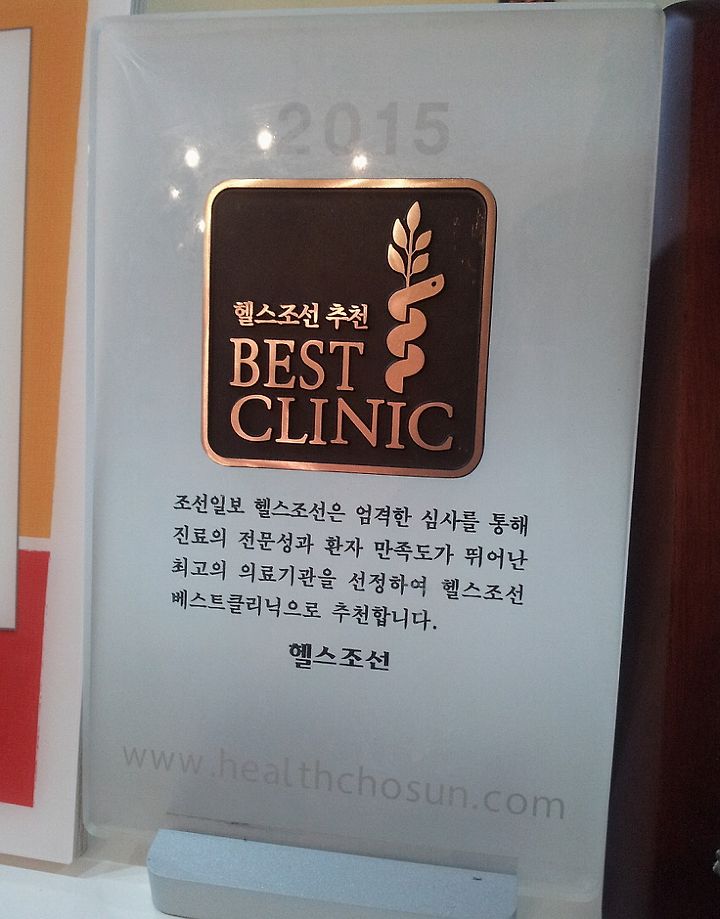 2015
헬스조선 추천
BEST
CLINIC
조선일보 헬스조선은 엄격한 심사를 통해
진료의 전문성과 환자 만족도가 뛰어난
최고의 의료기관을 선정하여 헬스조선
베스트클리닉으로 추천합니다.
헬스조선
www.healthchosun.com